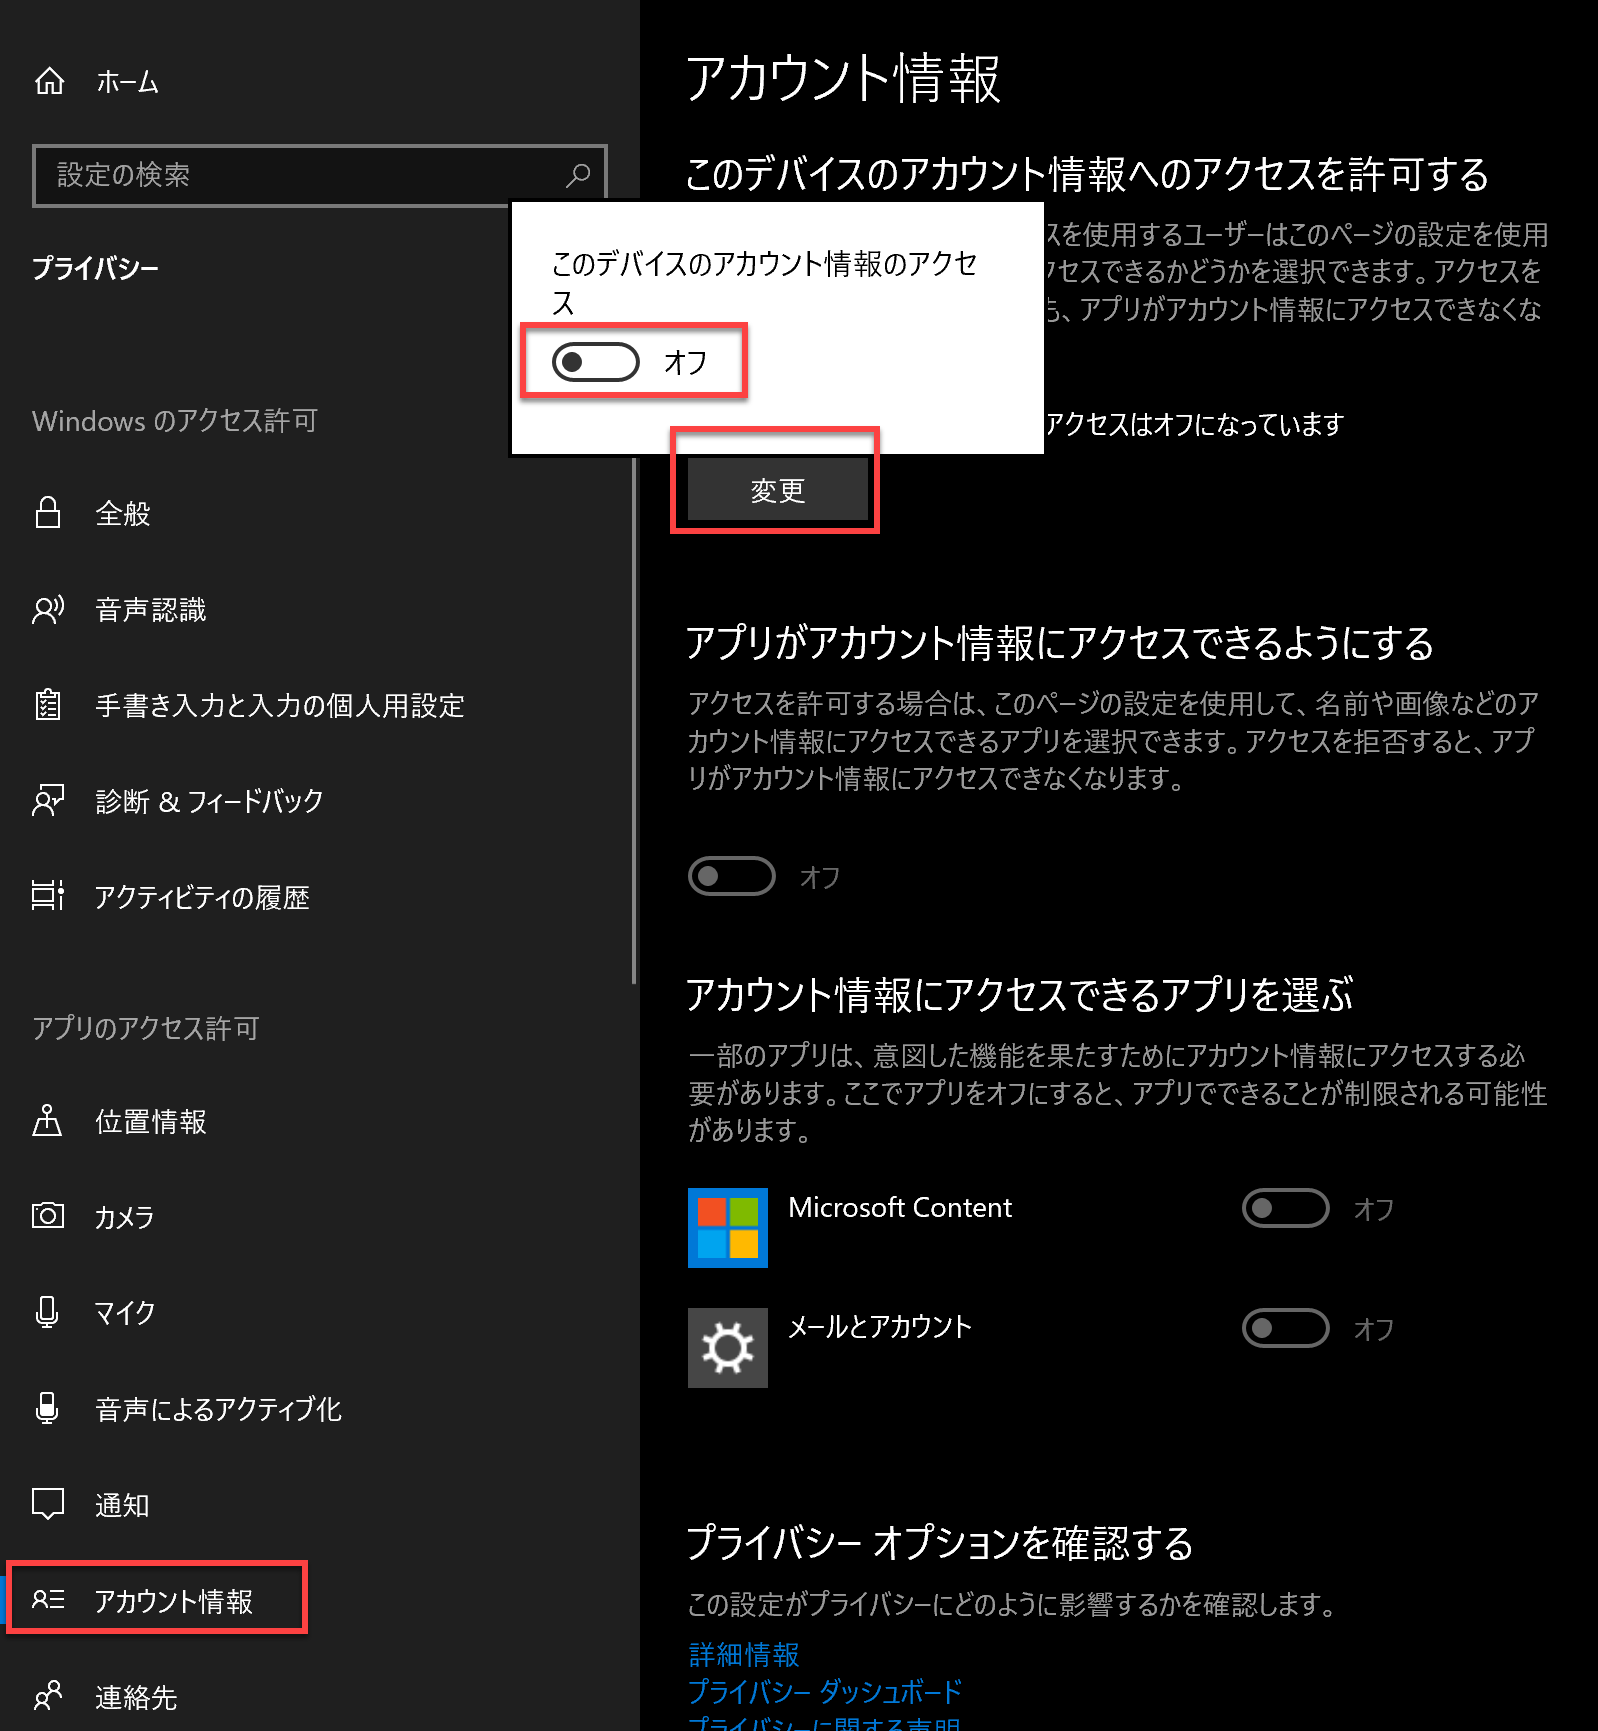 ホーム
設定の検索
プライバシー
Windows のアクセス許可
全般
音声認識
手書き入力と入力の個人用設定
診断 & フィードバック
アクティビティの履歴
アプリのアクセス許可
位置情報
カメラ
マイク
音声によるアクティブ化
通知
アカウント情報
連絡先
アカウント情報
このデバイスのアカウント情報へのアクセスを許可する
スを使用するユーザーはこのページの設定を使用
クセスできるかどうかを選択できます。アクセスを
も、アプリがアカウント情報にアクセスできなくな
このデバイスのアカウント情報のアクセ
ス
オフ
アクセスはオフになっています
変更
アプリがアカウント情報にアクセスできるようにする
アクセスを許可する場合は、このページの設定を使用して、名前や画像などのア
カウント情報にアクセスできるアプリを選択できます。アクセスを拒否すると、アプ
リがアカウント情報にアクセスできなくなります。
オフ
アカウント情報にアクセスできるアプリを選ぶ
一部のアプリは、意図した機能を果たすためにアカウント情報にアクセスする必
要があります。ここでアプリをオフにすると、アプリでできることが制限される可能性
があります。
Microsoft Content オフ
メールとアカウント オフ
プライバシー オプションを確認する
この設定がプライバシーにどのように影響するかを確認します。
詳細情報
プライバシー ダッシュボード
プライバシーに関する声明